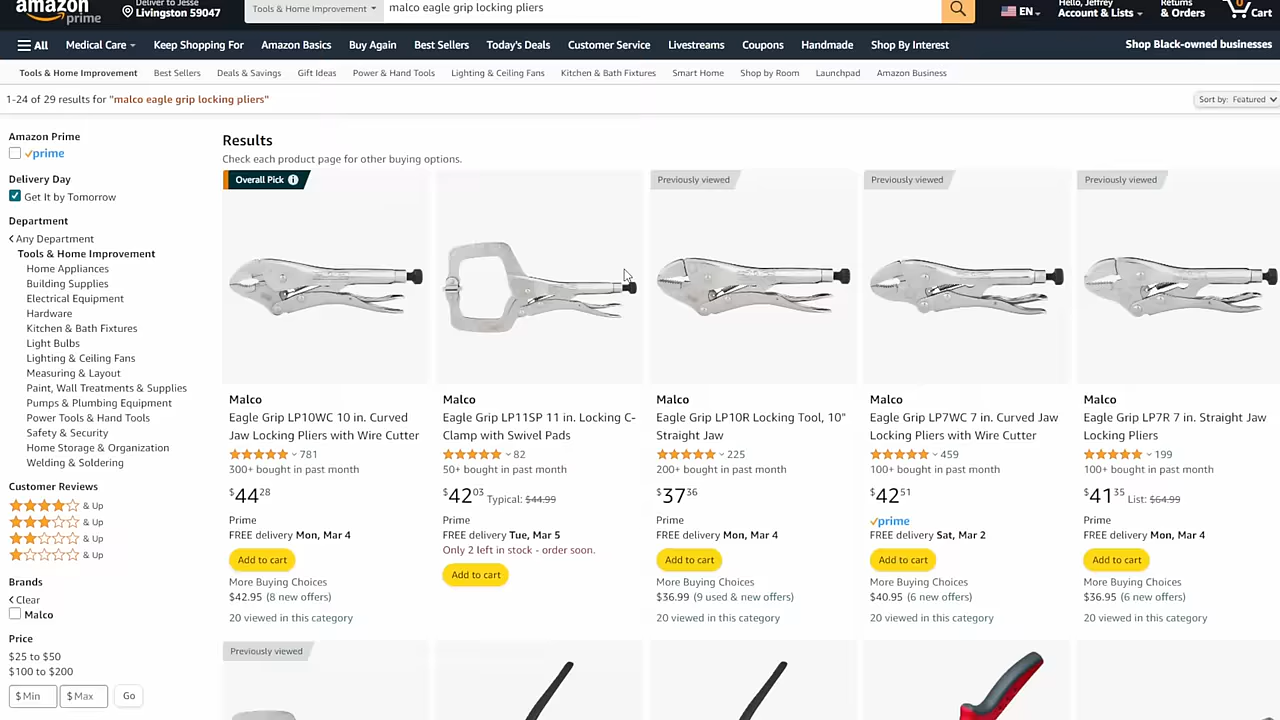 amazon prime
Deliver to Jesse
Livingston 59047
Tools & Home Improvement
malco eagle grip locking pliers
EN
Hello, Jeffrey
Account & Lists
Returns
& Orders
0
Cart
All
Medical Care
Keep Shopping For
Amazon Basics
Buy Again
Best Sellers
Today's Deals
Customer Service
Livestreams
Coupons
Handmade
Shop By Interest
Shop Black-owned businesses
Tools & Home Improvement
Best Sellers
Deals & Savings
Gift Ideas
Power & Hand Tools
Lighting & Ceiling Fans
Kitchen & Bath Fixtures
Smart Home
Shop by Room
Launchpad
Amazon Business
1-24 of 29 results for "malco eagle grip locking pliers"
Sort by: Featured
Amazon Prime
prime
Delivery Day
Get It by Tomorrow
Department
Any Department
Tools & Home Improvement
Home Appliances
Building Supplies
Electrical Equipment
Hardware
Kitchen & Bath Fixtures
Light Bulbs
Lighting & Ceiling Fans
Measuring & Layout
Paint, Wall Treatments & Supplies
Pumps & Plumbing Equipment
Power Tools & Hand Tools
Safety & Security
Home Storage & Organization
Welding & Soldering
Customer Reviews
& Up
& Up
& Up
& Up
Brands
Clear
Malco
Price
$25 to $50
$100 to $200
$ Min
$ Max
Go
Results
Check each product page for other buying options.
Overall Pick
Malco
Eagle Grip LP10WC 10 in. Curved
Jaw Locking Pliers with Wire Cutter
781
300+ bought in past month
$44 28
Prime
FREE delivery Mon, Mar 4
Add to cart
More Buying Choices
$42.95 (8 new offers)
20 viewed in this category
Malco
Eagle Grip LP11SP 11 in. Locking C-
Clamp with Swivel Pads
82
50+ bought in past month
$42 03 Typical: $44.99
Prime
FREE delivery Tue, Mar 5
Only 2 left in stock - order soon.
Add to cart
Previously viewed
Malco
Eagle Grip LP10R Locking Tool, 10"
Straight Jaw
225
200+ bought in past month
$37 36
Prime
FREE delivery Mon, Mar 4
Add to cart
More Buying Choices
$36.99 (9 used & new offers)
20 viewed in this category
Previously viewed
Malco
Eagle Grip LP7WC 7 in. Curved Jaw
Locking Pliers with Wire Cutter
459
100+ bought in past month
$42 51
prime
FREE delivery Sat, Mar 2
Add to cart
More Buying Choices
$40.95 (6 new offers)
20 viewed in this category
Previously viewed
Malco
Eagle Grip LP7R 7 in. Straight Jaw
Locking Pliers
199
100+ bought in past month
$41 35 List: $64.99
Prime
FREE delivery Mon, Mar 4
Add to cart
More Buying Choices
$36.95 (6 new offers)
20 viewed in this category
Previously viewed